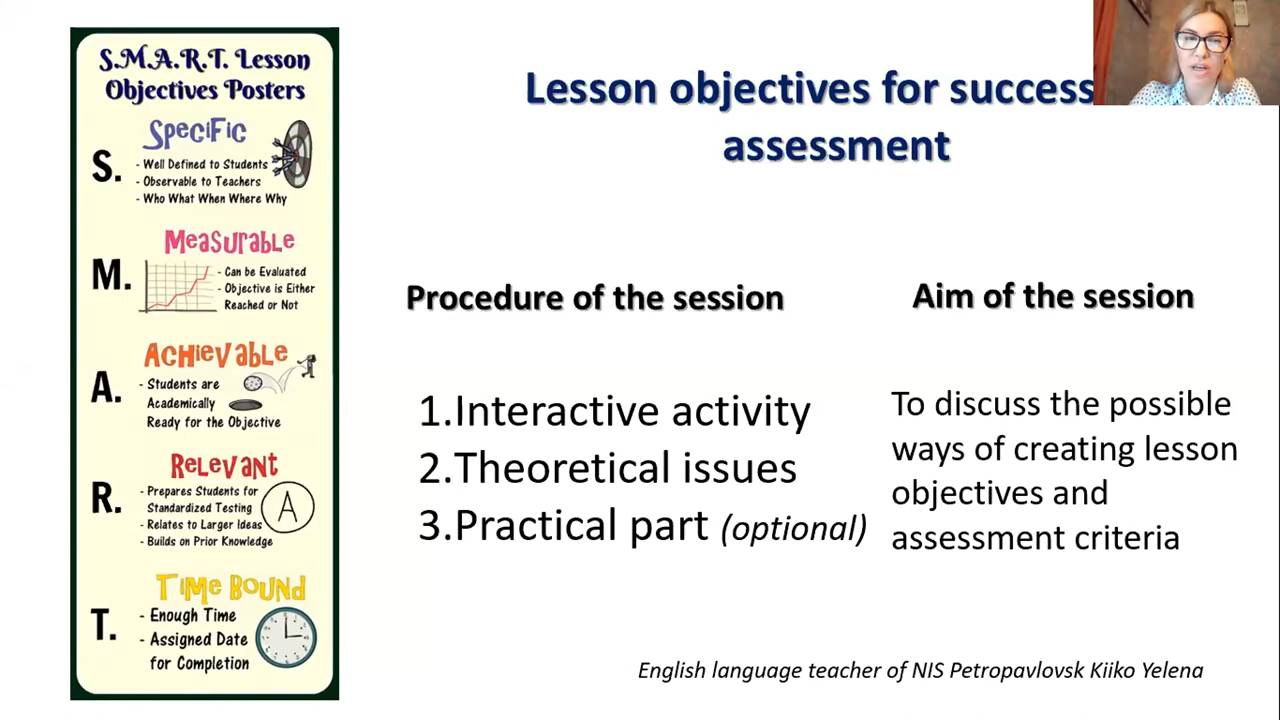 S.M.A.R.T. Lesson
Objectives Posters
Specific
S.
- Well Defined to Students
- Observable to Teachers
- Who What When Where Why
Measurable
M.
- Can be Evaluated
- Objective is Either
Reached or Not
Achievable
A.
- Students are
Academically
Ready for the Objective
Relevant
R.
- Prepares Students for
Standardized Testing
- Relates to Larger Ideas
- Builds on Prior Knowledge
A
Time Bound
T.
- Enough Time
- Assigned Date
for Completion
Lesson objectives for success
assessment
Procedure of the session
1.Interactive activity
2.Theoretical issues
3.Practical part (optional)
Aim of the session
To discuss the possible
ways of creating lesson
objectives and
assessment criteria
English language teacher of NIS Petropavlovsk Kiiko Yelena